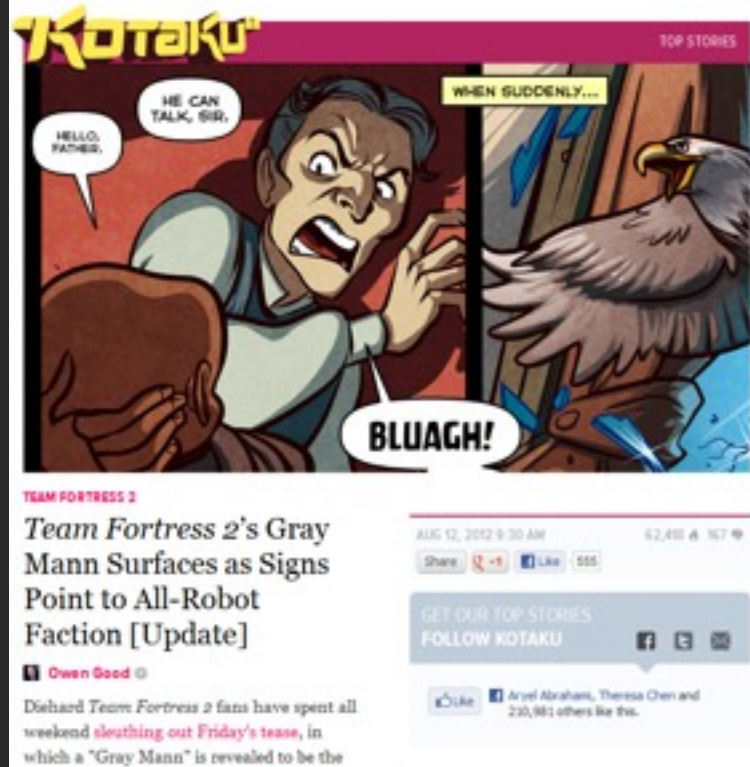 KOTAKU
TOP STORIES
HELLO,
FATHER.
HE CAN
TALK, SIR.
WHEN SUDDENLY...
BLUAGH!
TEAM FORTRESS 2
Team Fortress 2's Gray
Mann Surfaces as Signs
Point to All-Robot
Faction [Update]
Owen Good
Diehard Team Fortress 2 fans have spent all
weekend sleuthing out Friday's tease, in
which a "Gray Mann" is revealed to be the
AUG 12, 2012 9:30 AM
Share +1 Like 555
GET OUR TOP STORIES
FOLLOW KOTAKU
Like Aryel Abrahami, Theresa Chen and
210,981 others like this.